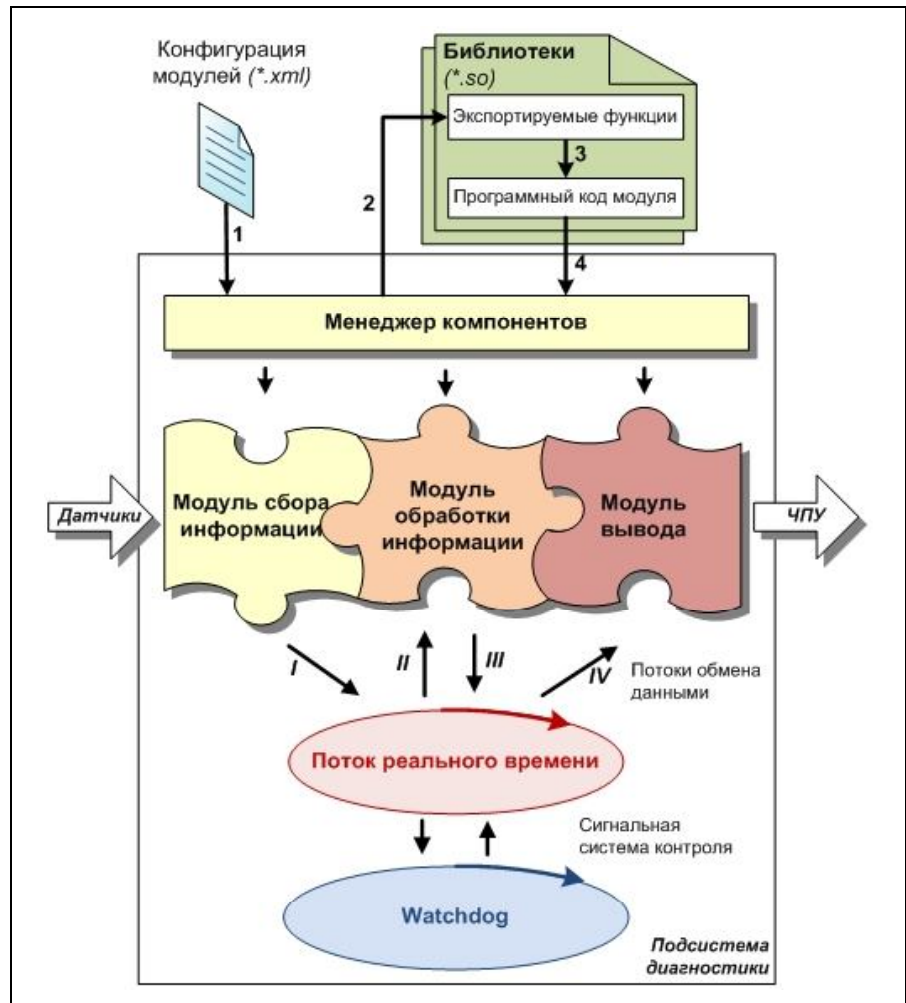 Конфигурация
модулей (*.xml)
Библиотеки
(*.so)
Экспортируемые функции
3
Программный код модуля
2
1
4
Менеджер компонентов
Датчики
Модуль сбора
информации
Модуль
обработки
информации
Модуль
вывода
ЧПУ
I
II
III
IV
Потоки обмена
данными
Поток реального времени
Сигнальная
система контроля
Watchdog
Подсистема
диагностики